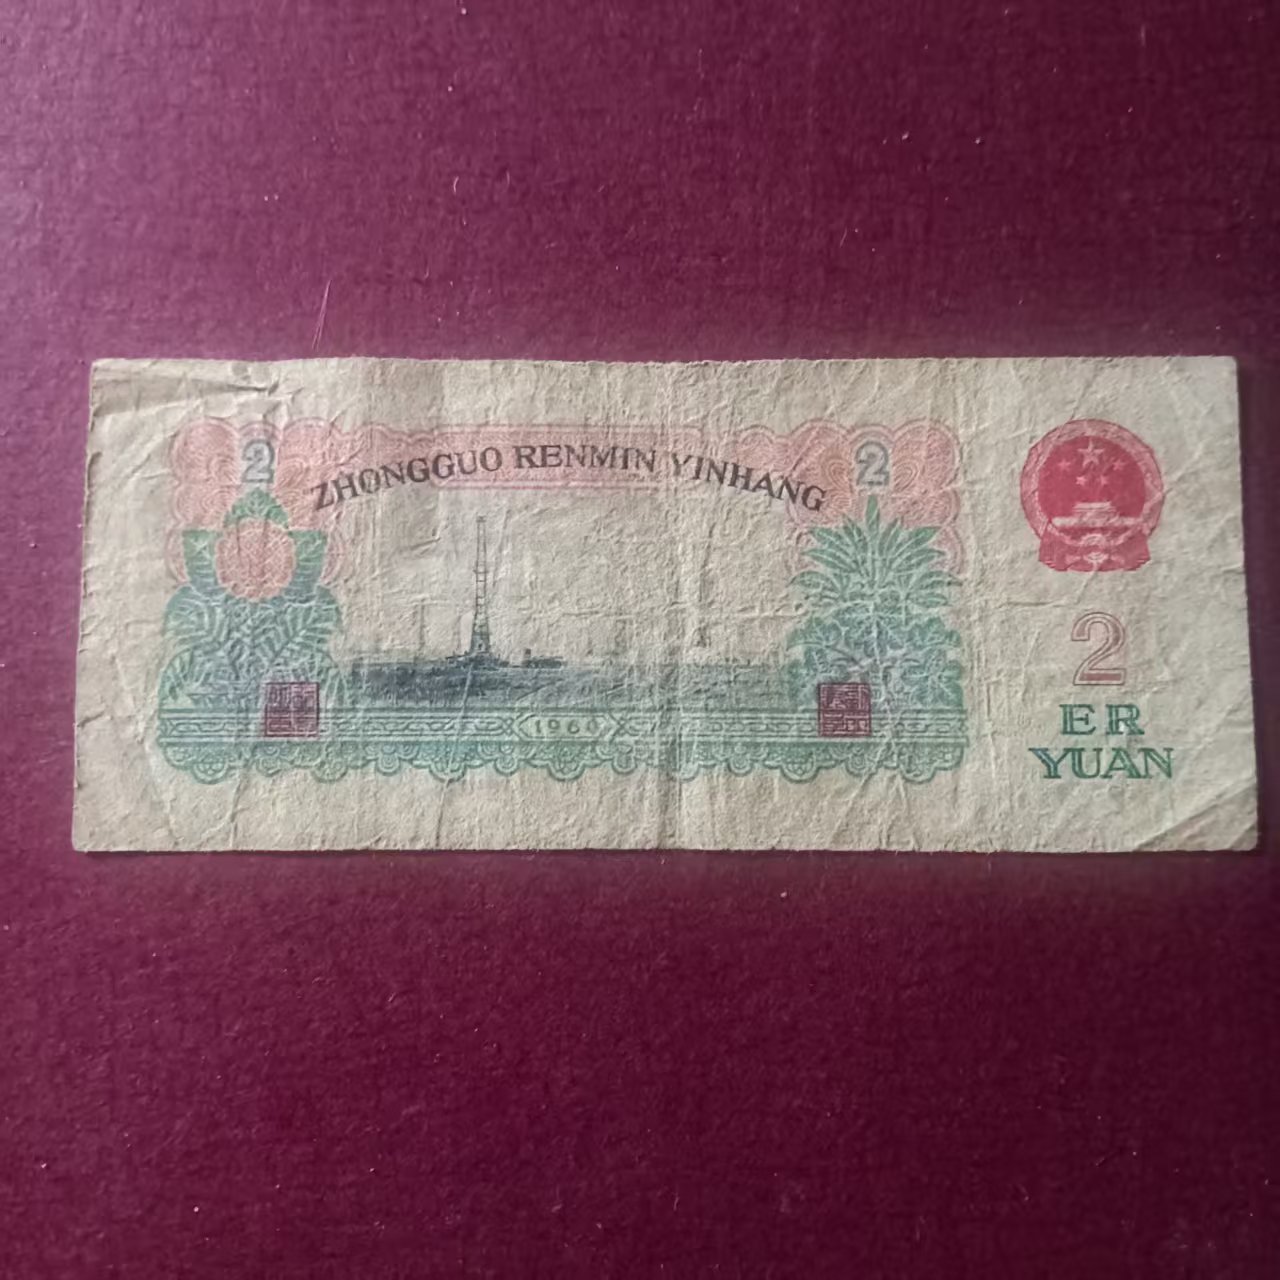 2 2
ZHONGGUO RENMIN YINHANG
2
ER
YUAN
1960